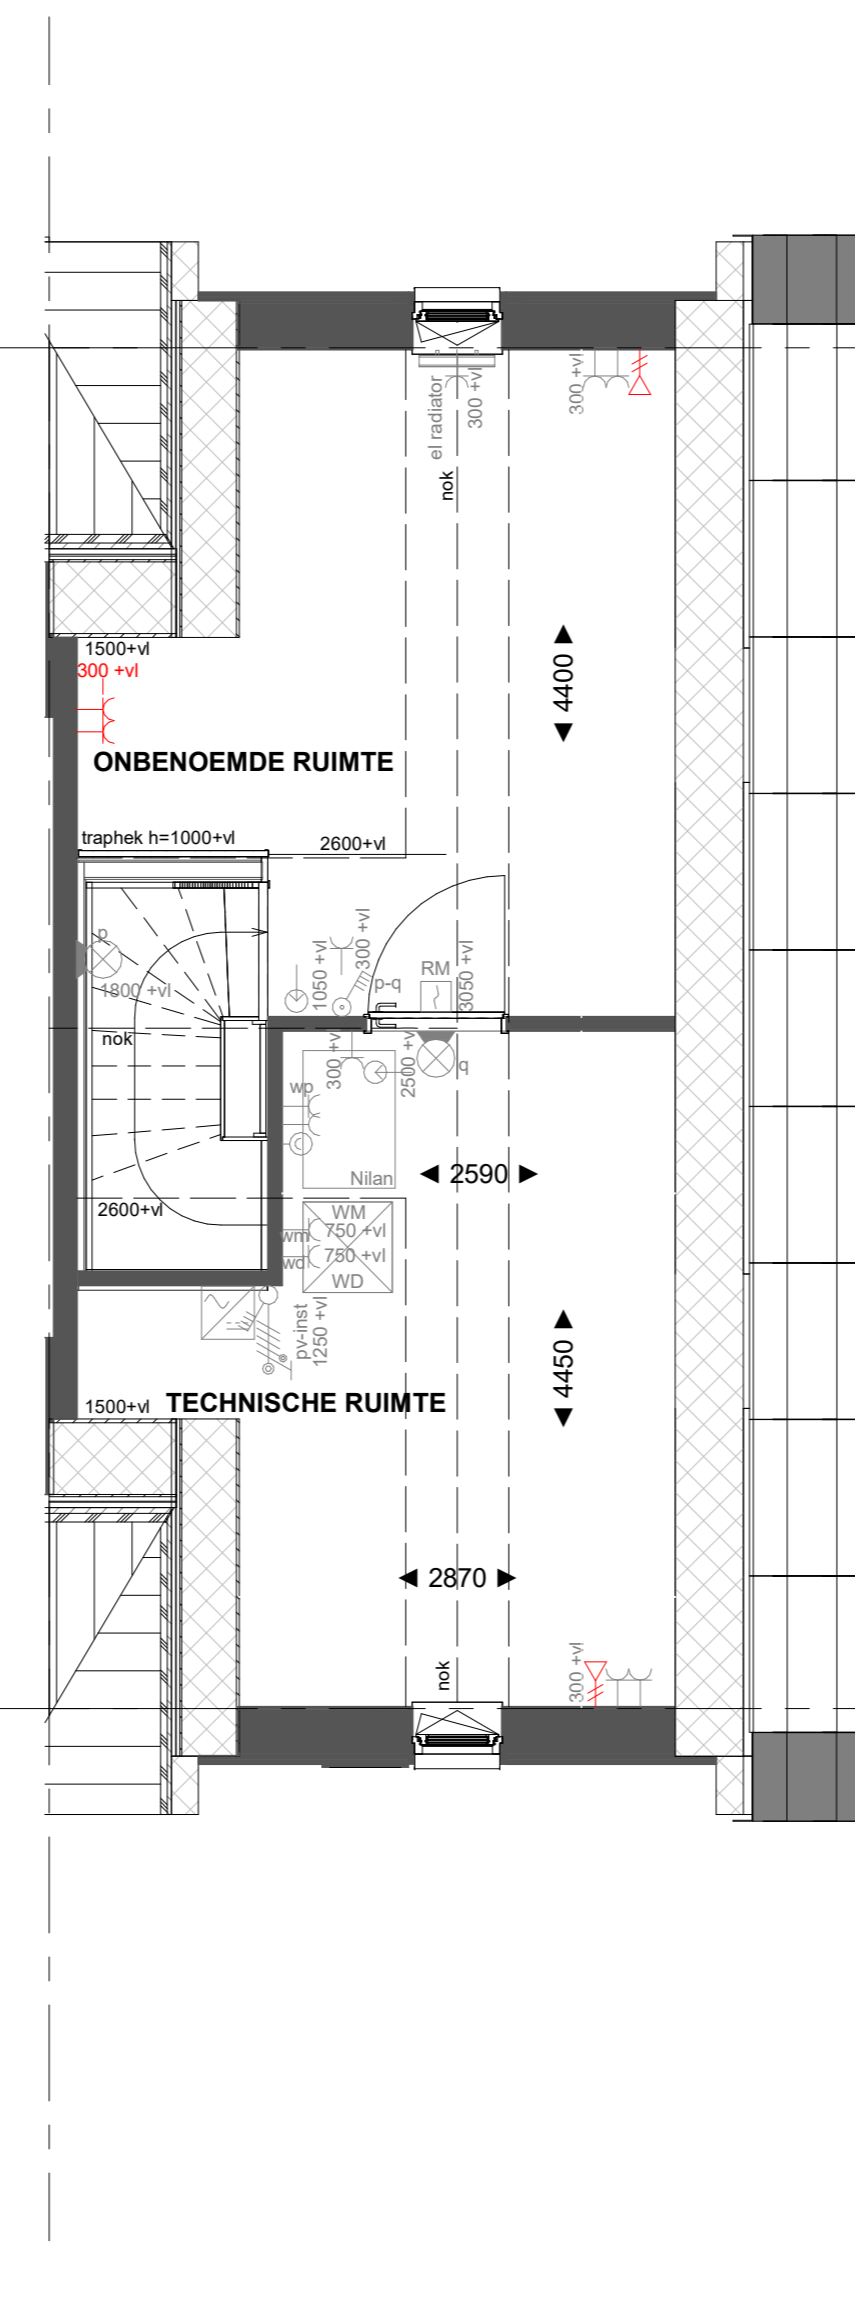 el radiator
300 +vl
300 +vl
nok
1500+vl
300 +vl
4400
ONBENOEMDE RUIMTE
traphek h=1000+vl
2600+vl
p
1800 +vl
1050 +vl
300 +vl
p-q
RM
3050 +vl
nok
300 +vl
2500 +vl
q
wp
Nilan
2590
2600+vl
WM
wm
750 +vl
wd
750 +vl
WD
pv-inst
1250 +vl
4450
1500+vl
TECHNISCHE RUIMTE
2870
nok
300 +vl